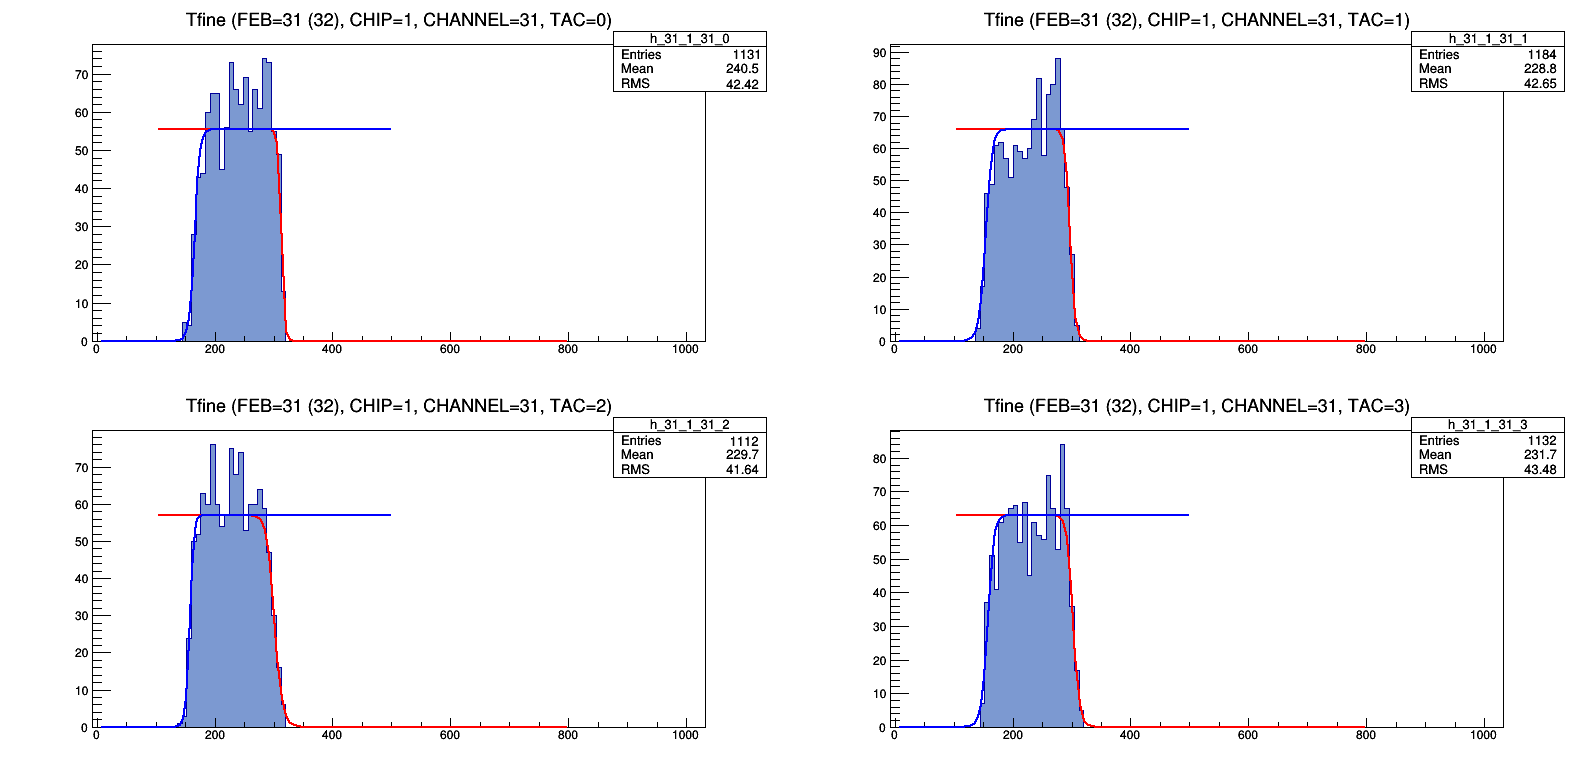 Tfine (FEB=31 (32), CHIP=1, CHANNEL=31, TAC=0)
h_31_1_31_0
Entries 1131
Mean 240.5
RMS 42.42
70
60
50
40
30
20
10
0
0 200 400 600 800 1000
Tfine (FEB=31 (32), CHIP=1, CHANNEL=31, TAC=1)
h_31_1_31_1
Entries 1184
Mean 228.8
RMS 42.65
90
80
70
60
50
40
30
20
10
0
0 200 400 600 800 1000
Tfine (FEB=31 (32), CHIP=1, CHANNEL=31, TAC=2)
h_31_1_31_2
Entries 1112
Mean 229.7
RMS 41.64
70
60
50
40
30
20
10
0
0 200 400 600 800 1000
Tfine (FEB=31 (32), CHIP=1, CHANNEL=31, TAC=3)
h_31_1_31_3
Entries 1132
Mean 231.7
RMS 43.48
80
70
60
50
40
30
20
10
0
0 200 400 600 800 1000